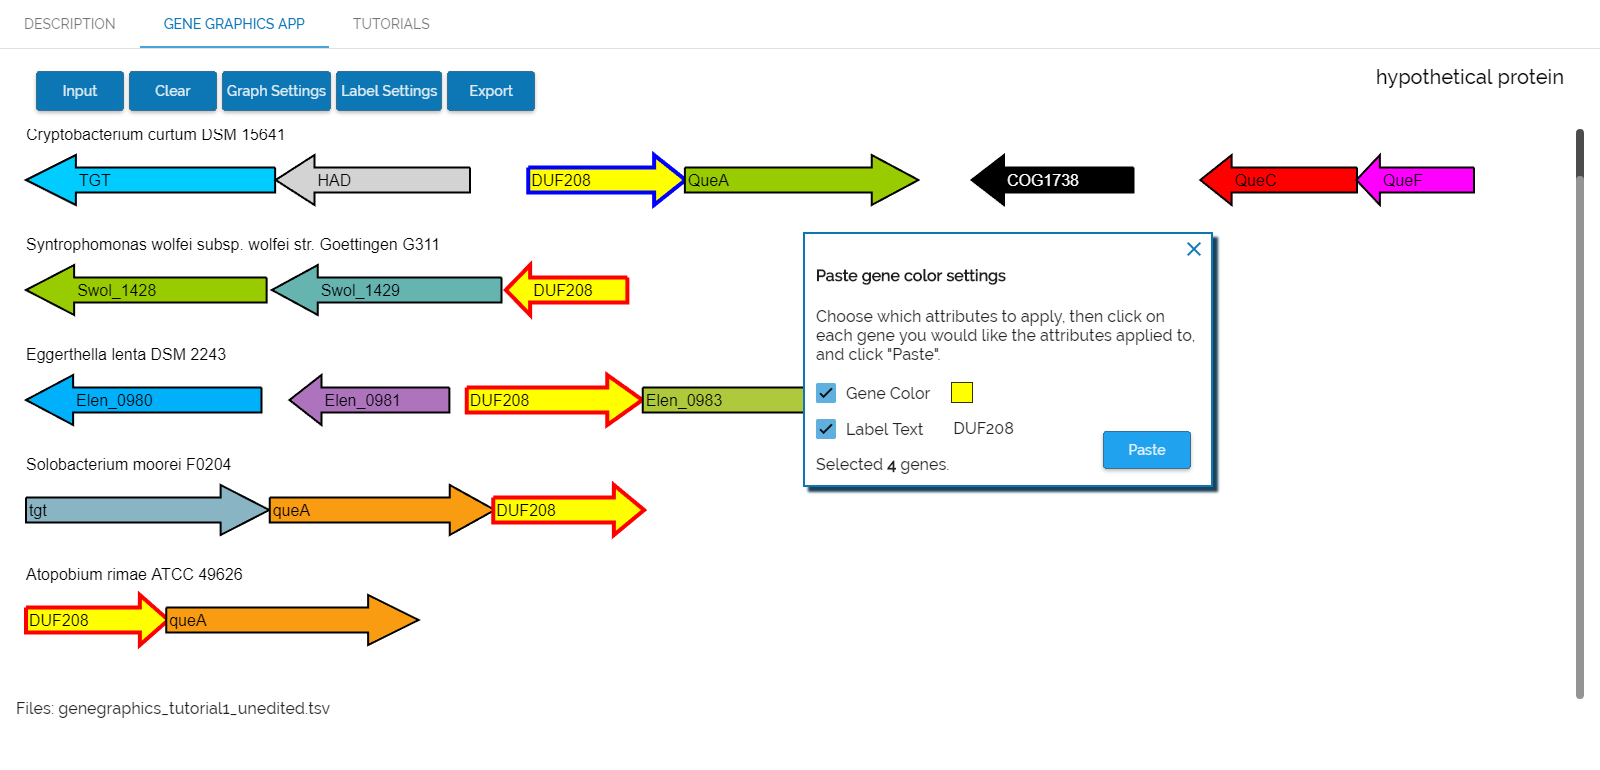 DESCRIPTION GENE GRAPHICS APP TUTORIALS
Input Clear Graph Settings Label Settings Export
hypothetical protein
Cryptobacterium curtum DSM 15641
TGT HAD DUF208 QueA COG1738 QueC QueF
Syntrophomonas wolfei subsp. wolfei str. Goettingen G311
Swol_1428 Swol_1429 DUF208
Eggerthella lenta DSM 2243
Elen_0980 Elen_0981 DUF208 Elen_0983
Solobacterium moorei F0204
tgt queA DUF208
Atopobium rimae ATCC 49626
DUF208 queA
Paste gene color settings
Choose which attributes to apply, then click on
each gene you would like the attributes applied to,
and click "Paste".
Gene Color
Label Text DUF208
Selected 4 genes.
Paste
Files: genegraphics_tutorial1_unedited.tsv